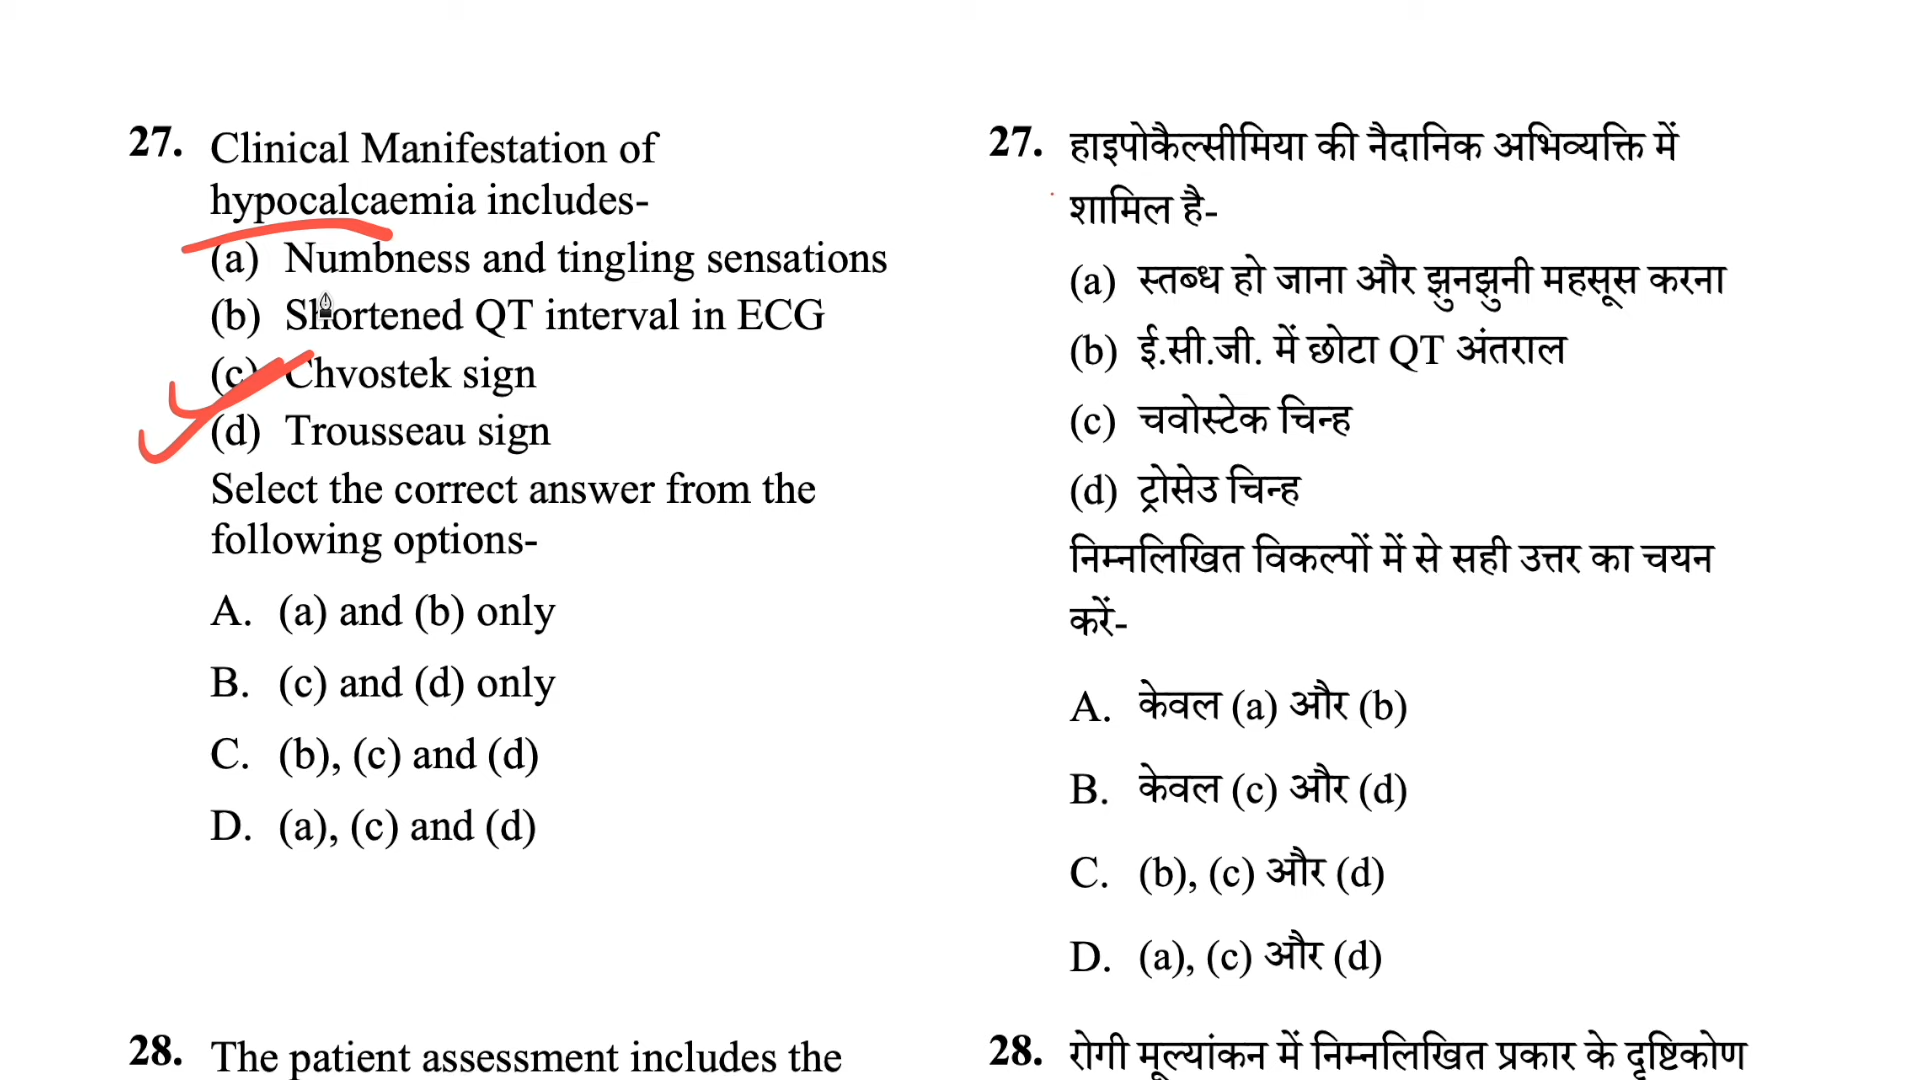 27. Clinical Manifestation of
hypocalcaemia includes-
(a) Numbness and tingling sensations
(b) Shortened QT interval in ECG
(c) Chvostek sign
(d) Trousseau sign
Select the correct answer from the
following options-
A. (a) and (b) only
B. (c) and (d) only
C. (b), (c) and (d)
D. (a), (c) and (d)
28. The patient assessment includes the
27. हाइपोकैल्सीमिया की नैदानिक अभिव्यक्ति में
शामिल है-
(a) स्तब्ध हो जाना और झुनझुनी महसूस करना
(b) ई.सी.जी. में छोटा QT अंतराल
(c) चवोस्टेक चिन्ह
(d) ट्रोसेउ चिन्ह
निम्नलिखित विकल्पों में से सही उत्तर का चयन
करें-
A. केवल (a) और (b)
B. केवल (c) और (d)
C. (b), (c) और (d)
D. (a), (c) और (d)
28. रोगी मूल्यांकन में निम्नलिखित प्रकार के दृष्टिकोण